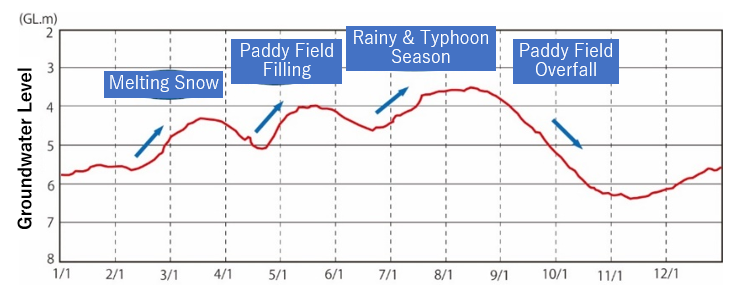 (GL.m)
Groundwater Level
2
3
4
5
6
7
8
Melting Snow
Paddy Field
Filling
Rainy & Typhoon
Season
Paddy Field
Overfall
1/1
2/1
3/1
4/1
5/1
6/1
7/1
8/1
9/1
10/1
11/1
12/1